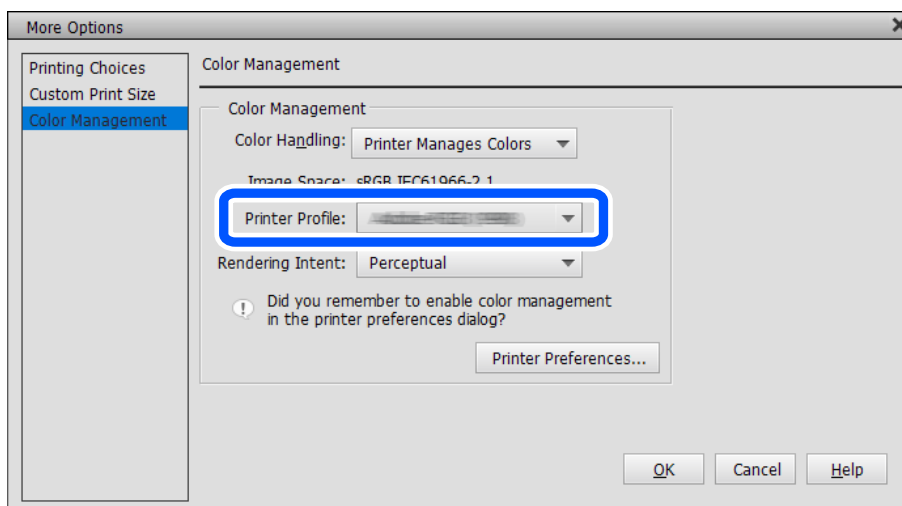 More Options
Printing Choices
Custom Print Size
Color Management
Color Management
Color Management
Color Handling: Printer Manages Colors
Image Space: sRGB IEC61966-2.1
Printer Profile:
Rendering Intent: Perceptual
Did you remember to enable color management
in the printer preferences dialog?
Printer Preferences...
OK Cancel Help